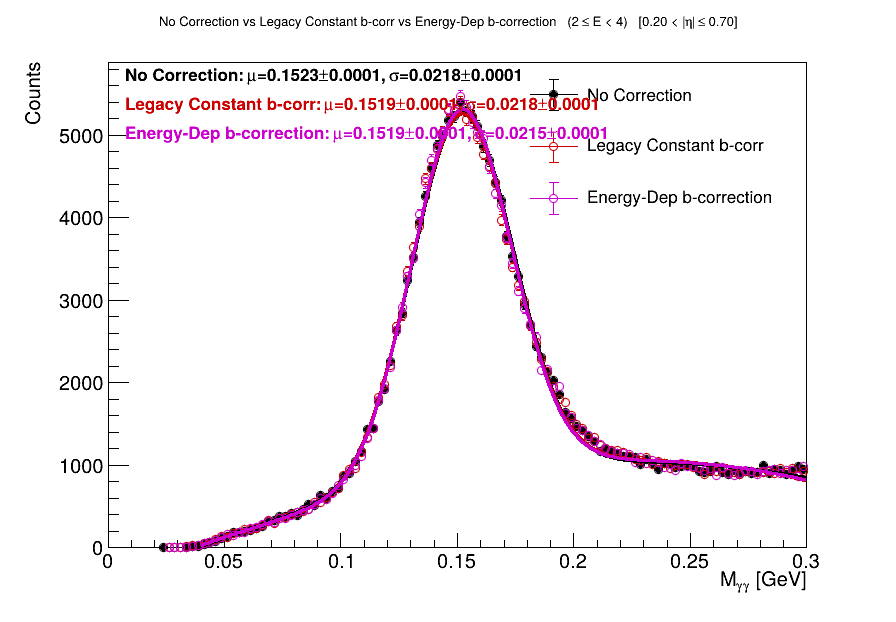 No Correction vs Legacy Constant b-corr vs Energy-Dep b-correction (2 ≤ E < 4) [0.20 < |η| ≤ 0.70]
Counts
No Correction: μ=0.1523±0.0001, σ=0.0218±0.0001
Legacy Constant b-corr: μ=0.1519±0.0001, σ=0.0218±0.0001
Energy-Dep b-correction: μ=0.1519±0.0001, σ=0.0215±0.0001
No Correction
Legacy Constant b-corr
Energy-Dep b-correction
5000
4000
3000
2000
1000
0
0 0.05 0.1 0.15 0.2 0.25 0.3
Mγγ [GeV]